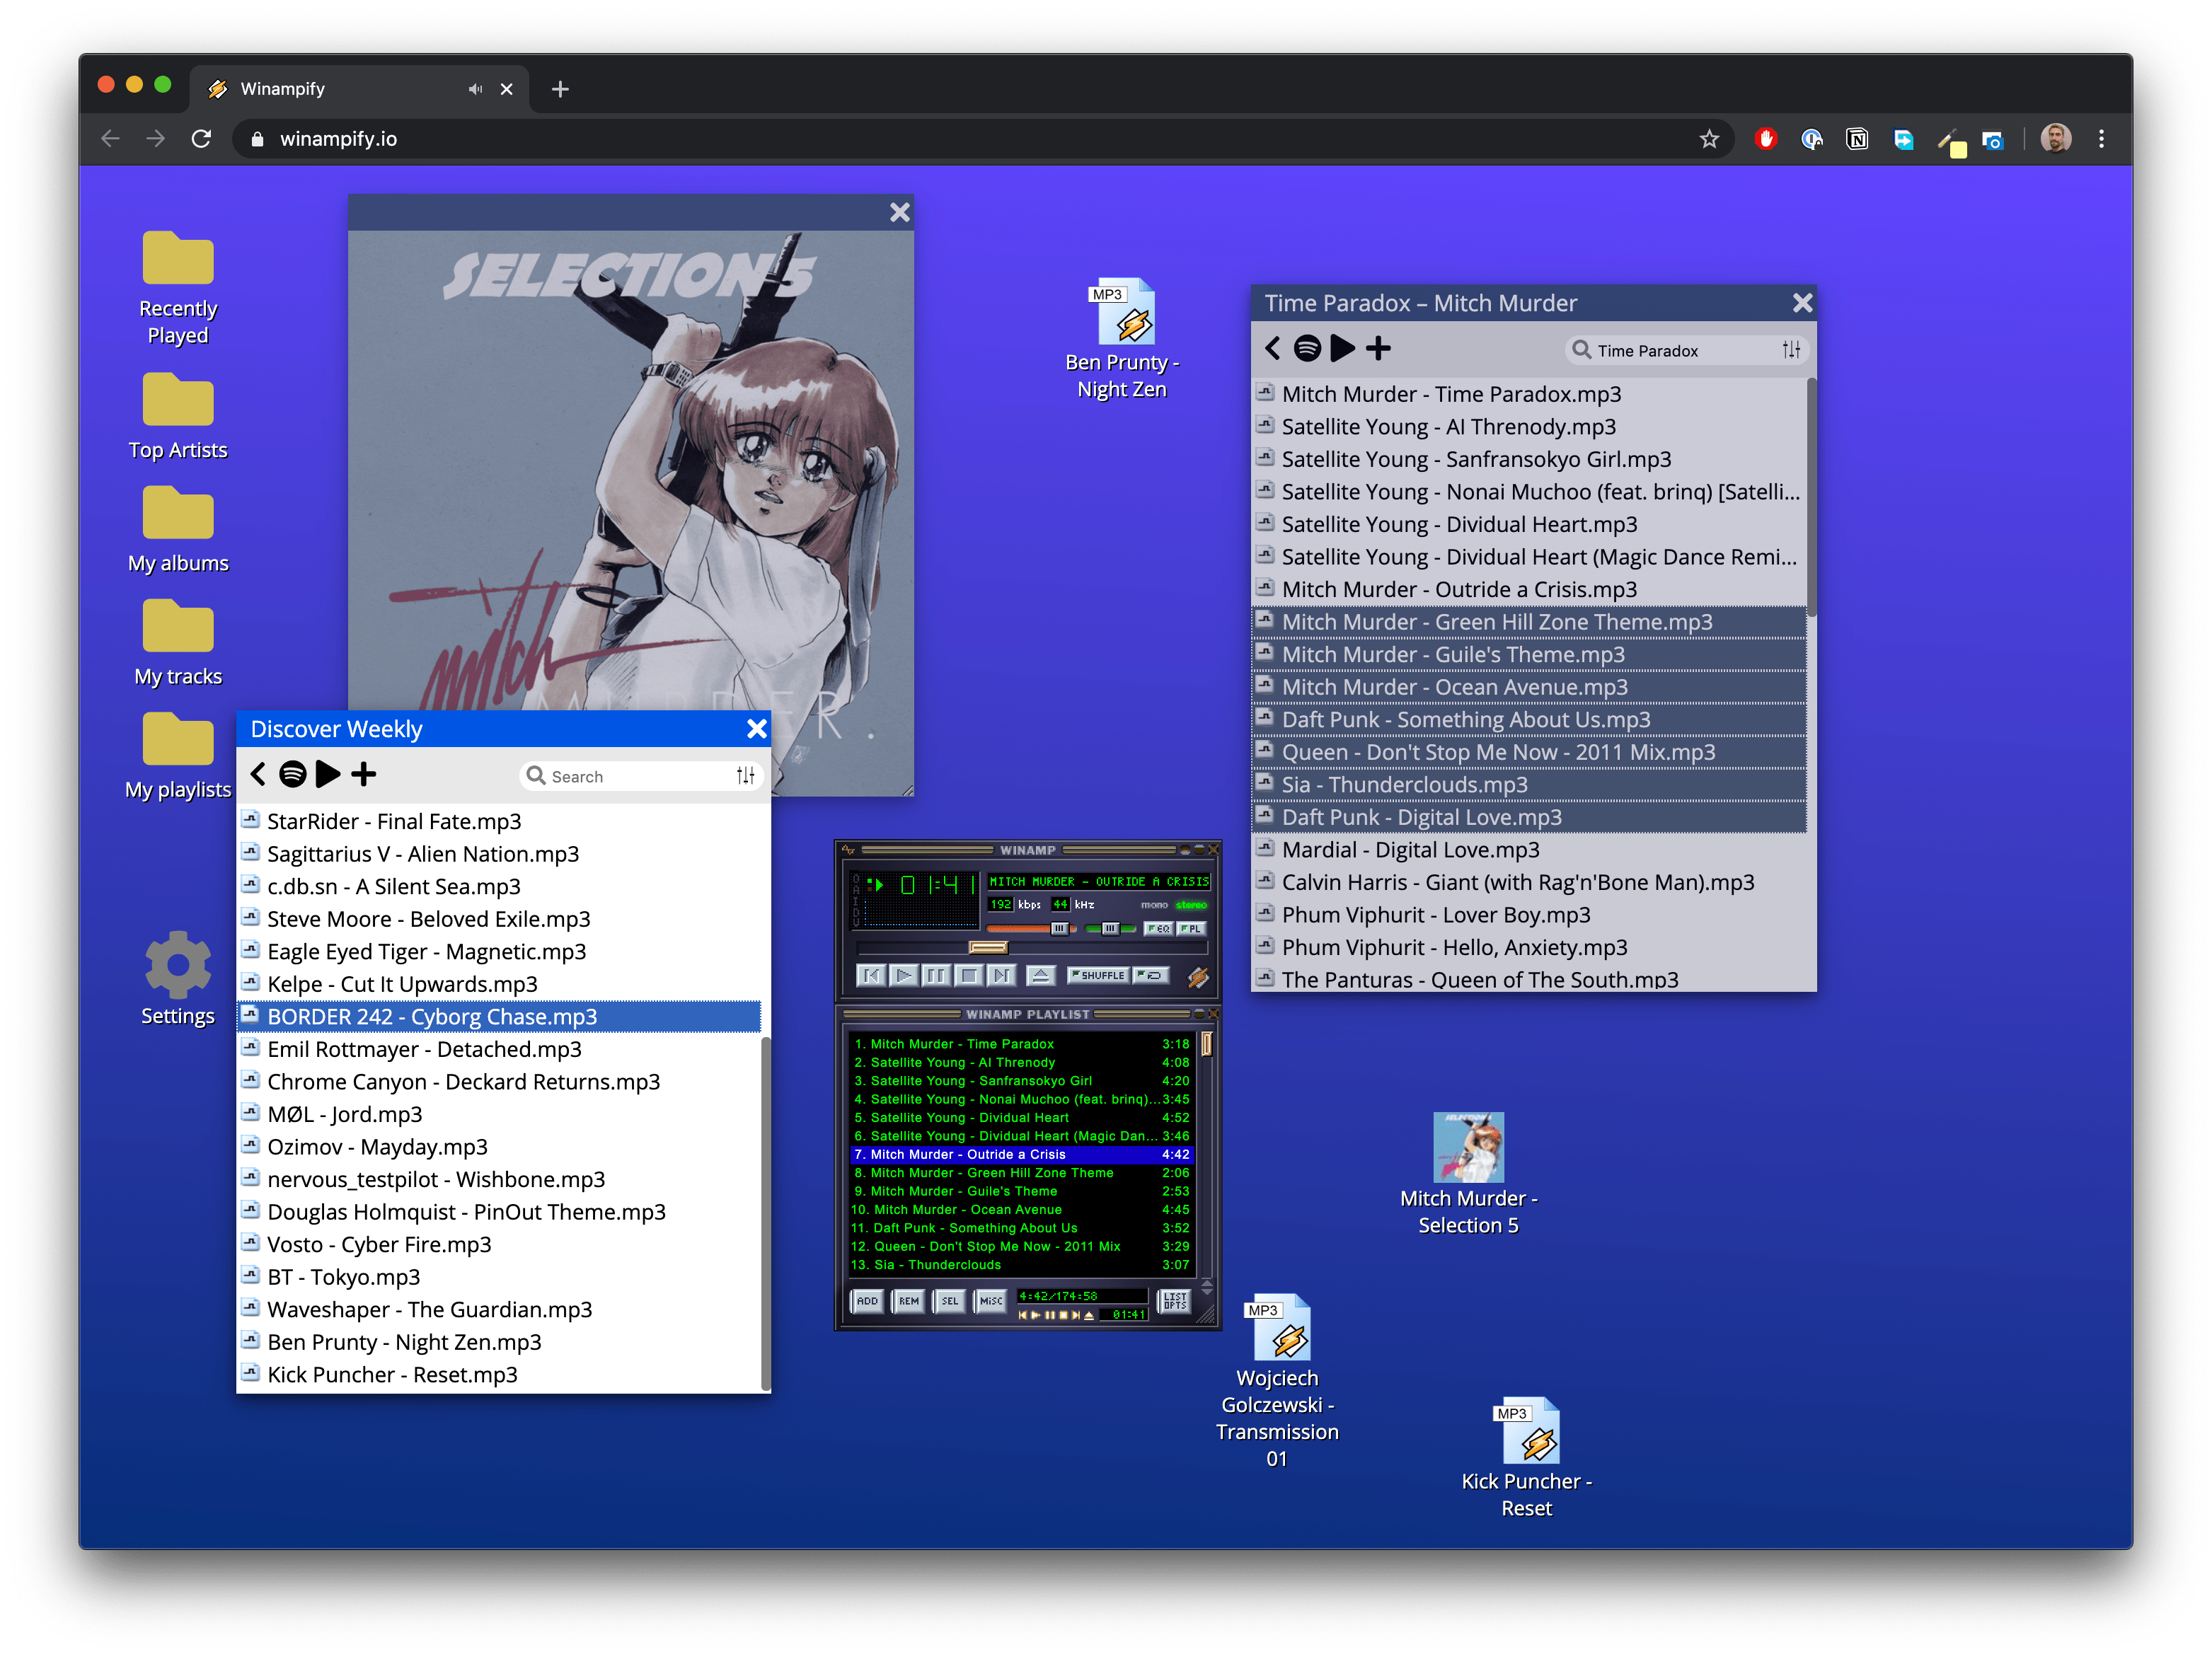 Winampify
winampify.io
Recently
Played
Top Artists
My albums
My tracks
My playlists
Settings
SELECTION 5
mitch
MURDER.
MP3
Ben Prunty -
Night Zen
Time Paradox – Mitch Murder
Time Paradox
Mitch Murder - Time Paradox.mp3
Satellite Young - AI Threnody.mp3
Satellite Young - Sanfransokyo Girl.mp3
Satellite Young - Nonai Muchoo (feat. brinq) [Satelli...
Satellite Young - Dividual Heart.mp3
Satellite Young - Dividual Heart (Magic Dance Remi...
Mitch Murder - Outride a Crisis.mp3
Mitch Murder - Green Hill Zone Theme.mp3
Mitch Murder - Guile's Theme.mp3
Mitch Murder - Ocean Avenue.mp3
Daft Punk - Something About Us.mp3
Queen - Don't Stop Me Now - 2011 Mix.mp3
Sia - Thunderclouds.mp3
Daft Punk - Digital Love.mp3
Mardial - Digital Love.mp3
Calvin Harris - Giant (with Rag'n'Bone Man).mp3
Phum Viphurit - Lover Boy.mp3
Phum Viphurit - Hello, Anxiety.mp3
The Panturas - Queen of The South.mp3
Discover Weekly
Search
StarRider - Final Fate.mp3
Sagittarius V - Alien Nation.mp3
c.db.sn - A Silent Sea.mp3
Steve Moore - Beloved Exile.mp3
Eagle Eyed Tiger - Magnetic.mp3
Kelpe - Cut It Upwards.mp3
BORDER 242 - Cyborg Chase.mp3
Emil Rottmayer - Detached.mp3
Chrome Canyon - Deckard Returns.mp3
MØL - Jord.mp3
Ozimov - Mayday.mp3
nervous_testpilot - Wishbone.mp3
Douglas Holmquist - PinOut Theme.mp3
Vosto - Cyber Fire.mp3
BT - Tokyo.mp3
Waveshaper - The Guardian.mp3
Ben Prunty - Night Zen.mp3
Kick Puncher - Reset.mp3
WINAMP
O
A
I
D
U
01:41
MITCH MURDER - OUTRIDE A CRISIS
192 kbps 44 kHz mono stereo
EQ PL
SHUFFLE
WINAMP PLAYLIST
1. Mitch Murder - Time Paradox 3:18
2. Satellite Young - AI Threnody 4:08
3. Satellite Young - Sanfransokyo Girl 4:20
4. Satellite Young - Nonai Muchoo (feat. brinq)... 3:45
5. Satellite Young - Dividual Heart 4:52
6. Satellite Young - Dividual Heart (Magic Dan... 3:46
7. Mitch Murder - Outride a Crisis 4:42
8. Mitch Murder - Green Hill Zone Theme 2:06
9. Mitch Murder - Guile's Theme 2:53
10. Mitch Murder - Ocean Avenue 4:45
11. Daft Punk - Something About Us 3:52
12. Queen - Don't Stop Me Now - 2011 Mix 3:29
13. Sia - Thunderclouds 3:07
ADD REM SEL MISC
4:42/174:58
01:41
LIST
OPTS
SELECTION 5
Mitch Murder -
Selection 5
MP3
Wojciech
Golczewski -
Transmission
01
MP3
Kick Puncher -
Reset